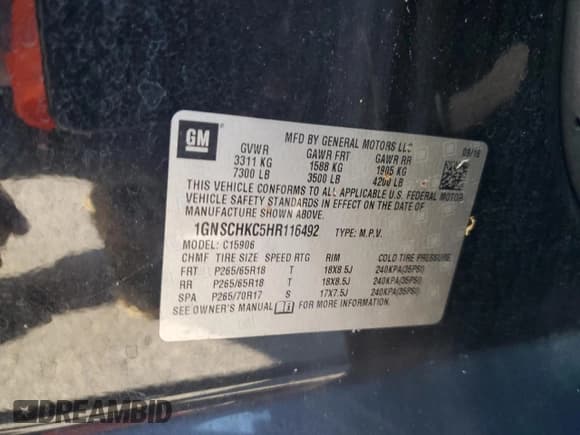 GM
MFD BY GENERAL MOTORS LLC
GVWR GAWR FRT GAWR RR 09/16
3311 KG 1588 KG 1905 KG
7300 LB 3500 LB 4200 LB
THIS VEHICLE CONFORMS TO ALL APPLICABLE U.S. FEDERAL MOTOR
VEHICLE SAFETY STANDARDS IN EFFECT ON THE DATE OF
MANUFACTURE SHOWN ABOVE.
1GNSCHKC5HR116492 TYPE: M.P.V.
MODEL: C15906
CHMF TIRE SIZE SPEED RTG RIM COLD TIRE PRESSURE
FRT P265/65R18 T 18X8.5J 240KPA(35PSI)
RR P265/65R18 T 18X8.5J 240KPA(35PSI)
SPA P265/70R17 S 17X7.5J 240KPA(35PSI)
SEE OWNER'S MANUAL FOR MORE INFORMATION.
DREAMBID